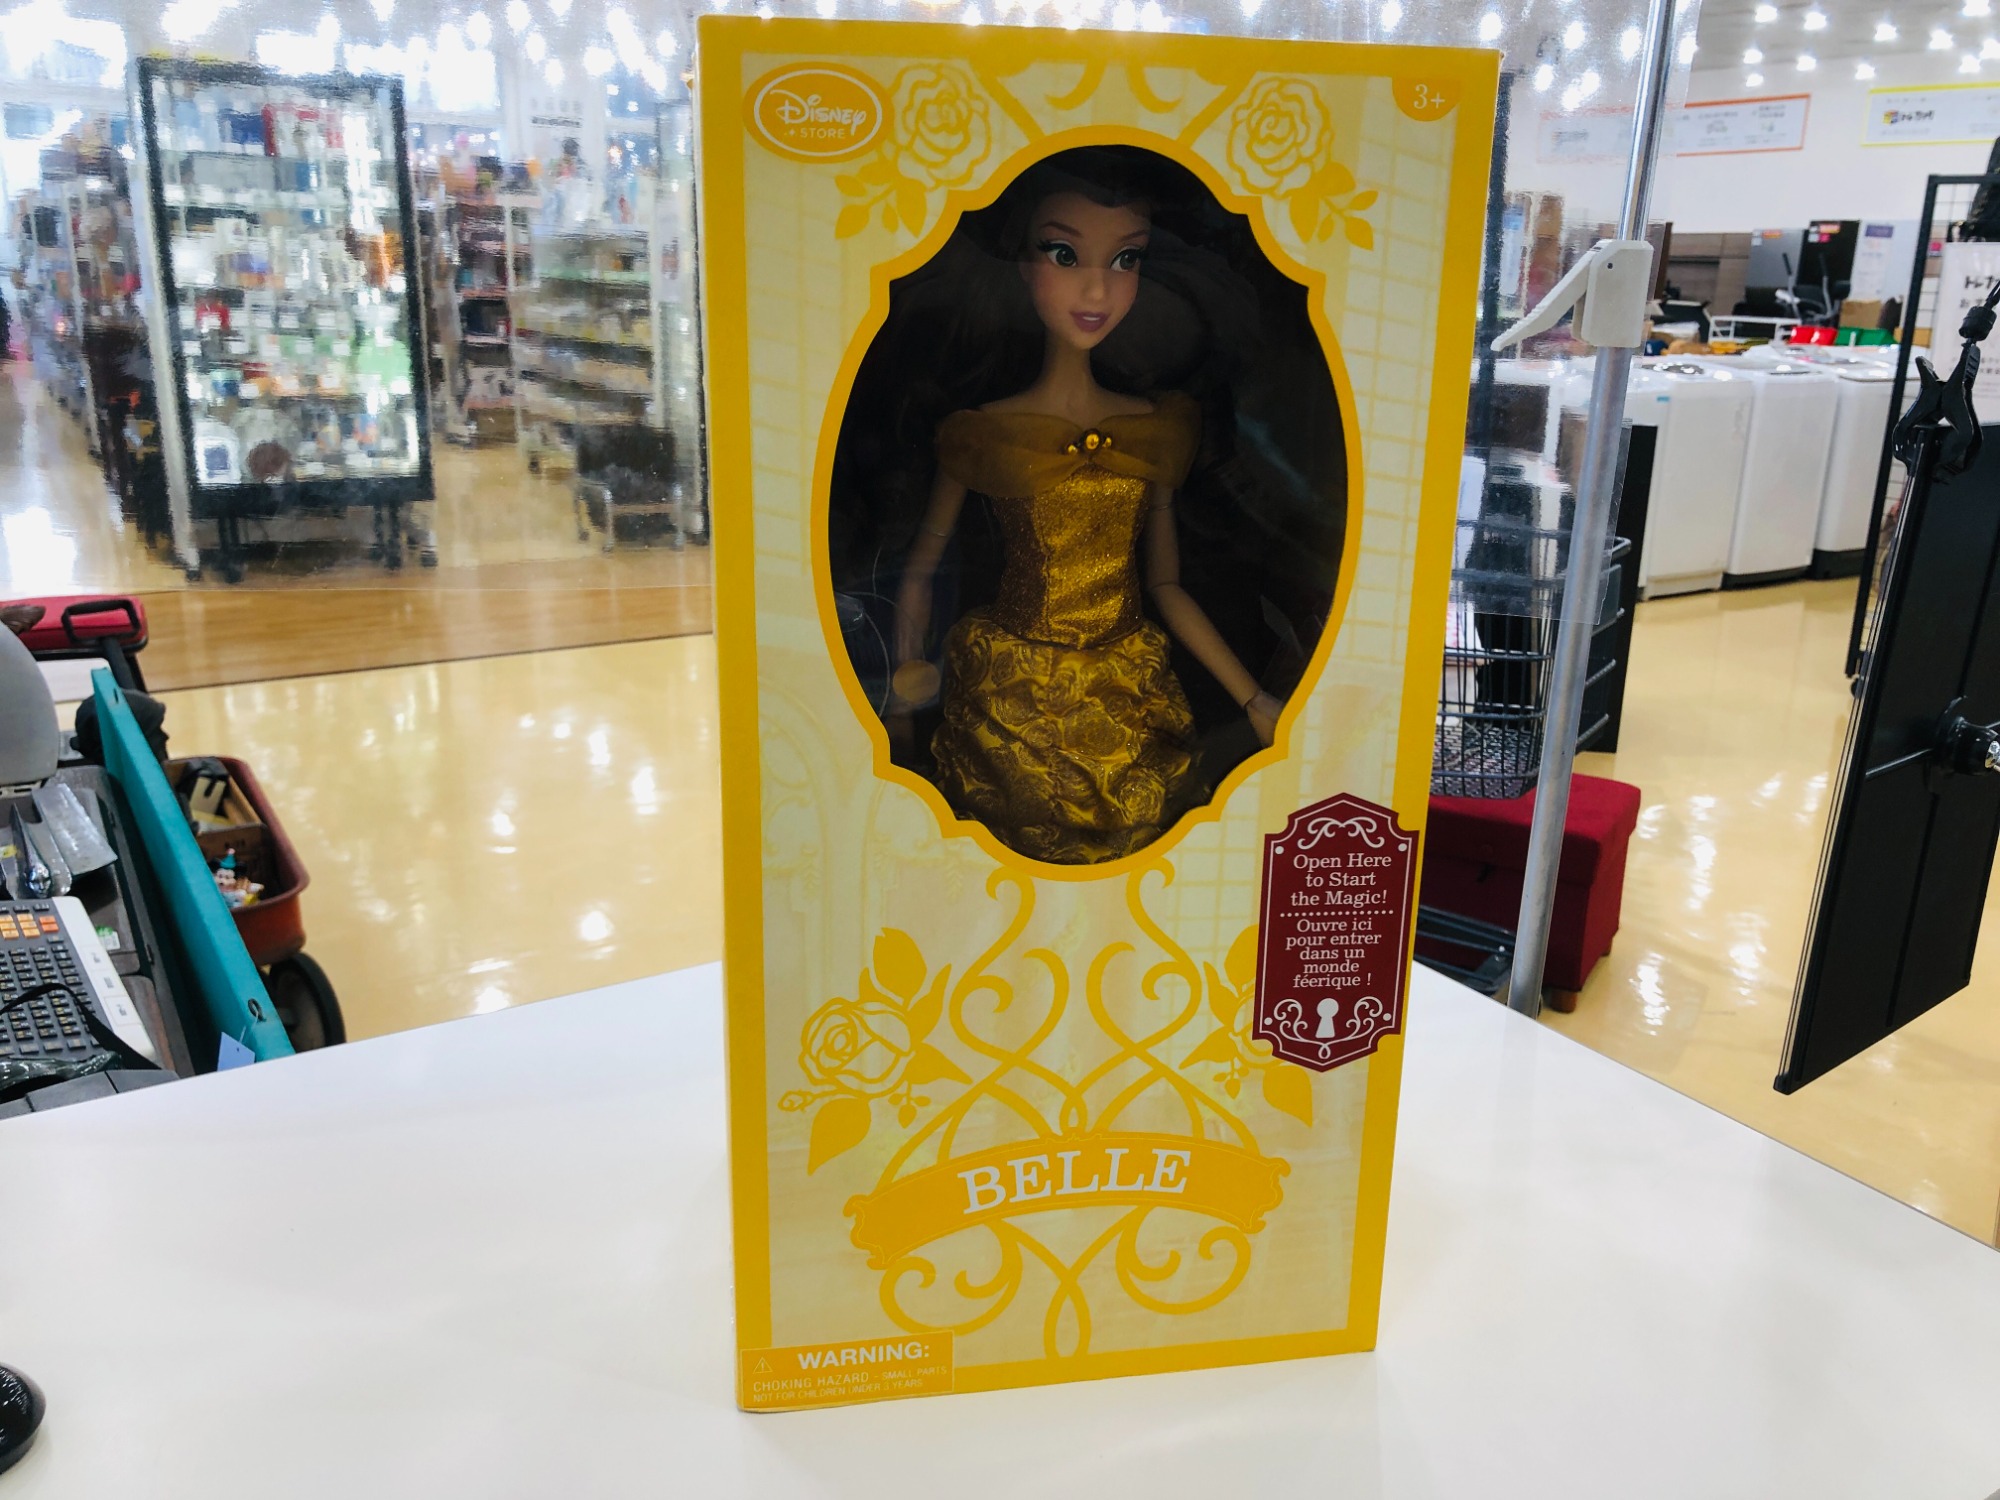 Disney
STORE
3+
Open Here
to Start
the Magic!
Ouvre ici
pour entrer
dans un
monde
féerique !
BELLE
WARNING:
CHOKING HAZARD - SMALL PARTS
NOT FOR CHILDREN UNDER 3 YEARS